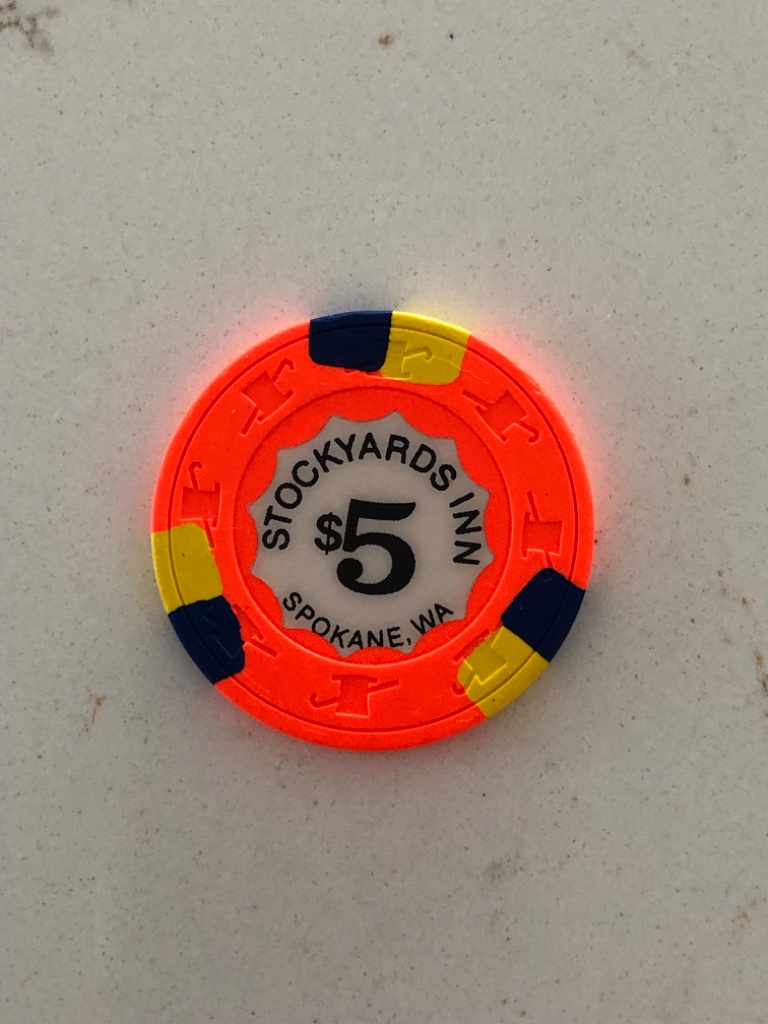 STOCKYARDS INN
$5
SPOKANE, WA